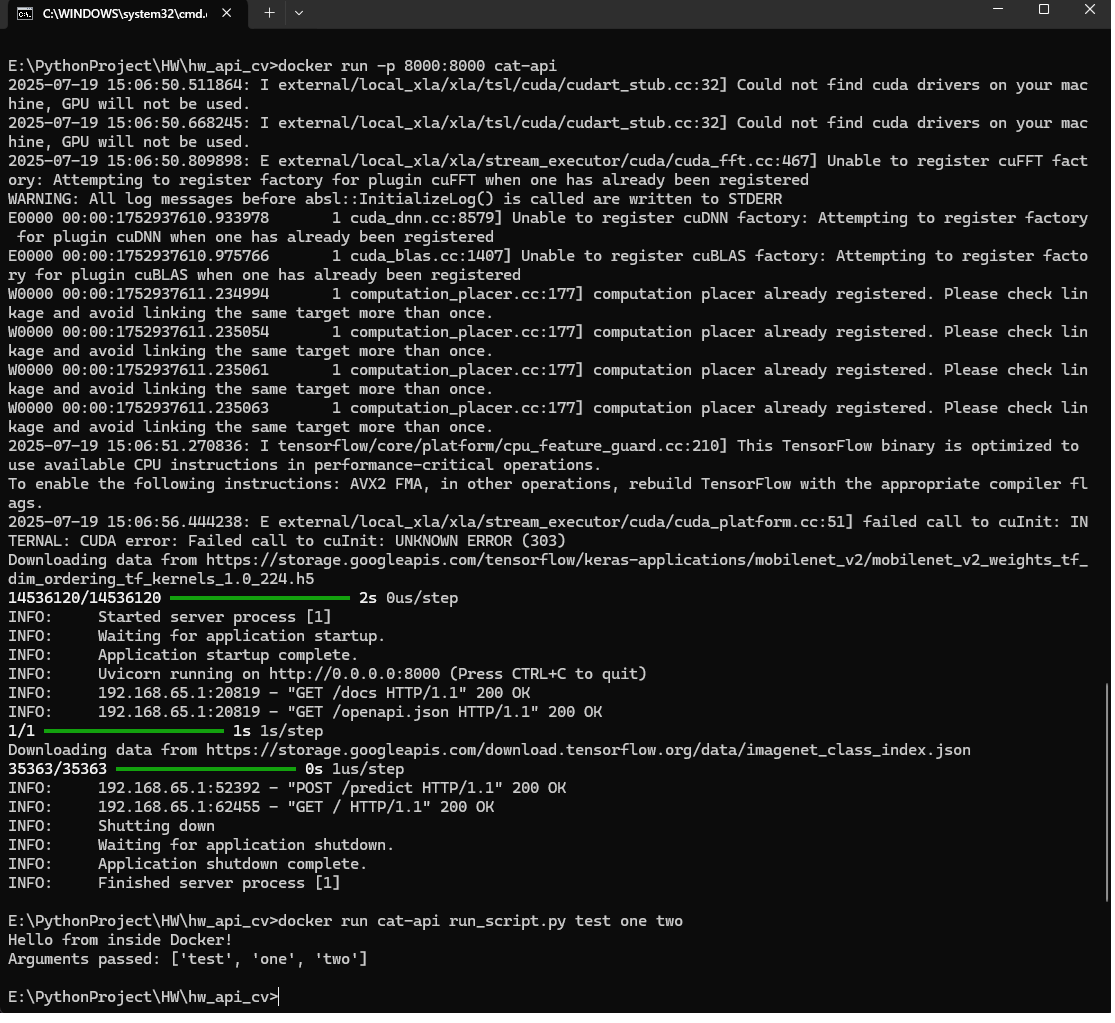 C:\WINDOWS\system32\cmd.
E:\PythonProject\HW\hw_api_cv>docker run -p 8000:8000 cat-api
2025-07-19 15:06:50.511864: I external/local_xla/xla/tsl/cuda/cudart_stub.cc:32] Could not find cuda drivers on your mac
hine, GPU will not be used.
2025-07-19 15:06:50.668245: I external/local_xla/xla/tsl/cuda/cudart_stub.cc:32] Could not find cuda drivers on your mac
hine, GPU will not be used.
2025-07-19 15:06:50.809898: E external/local_xla/xla/stream_executor/cuda/cuda_fft.cc:467] Unable to register cuFFT fact
ory: Attempting to register factory for plugin cuFFT when one has already been registered
WARNING: All log messages before absl::InitializeLog() is called are written to STDERR
E0000 00:00:1752937610.933978       1 cuda_dnn.cc:8579] Unable to register cuDNN factory: Attempting to register factory
 for plugin cuDNN when one has already been registered
E0000 00:00:1752937610.975766       1 cuda_blas.cc:1407] Unable to register cuBLAS factory: Attempting to register facto
ry for plugin cuBLAS when one has already been registered
W0000 00:00:1752937611.234994       1 computation_placer.cc:177] computation placer already registered. Please check lin
kage and avoid linking the same target more than once.
W0000 00:00:1752937611.235054       1 computation_placer.cc:177] computation placer already registered. Please check lin
kage and avoid linking the same target more than once.
W0000 00:00:1752937611.235061       1 computation_placer.cc:177] computation placer already registered. Please check lin
kage and avoid linking the same target more than once.
W0000 00:00:1752937611.235063       1 computation_placer.cc:177] computation placer already registered. Please check lin
kage and avoid linking the same target more than once.
2025-07-19 15:06:51.270836: I tensorflow/core/platform/cpu_feature_guard.cc:210] This TensorFlow binary is optimized to
use available CPU instructions in performance-critical operations.
To enable the following instructions: AVX2 FMA, in other operations, rebuild TensorFlow with the appropriate compiler fl
ags.
2025-07-19 15:06:56.444238: E external/local_xla/xla/stream_executor/cuda/cuda_platform.cc:51] failed call to cuInit: IN
TERNAL: CUDA error: Failed call to cuInit: UNKNOWN ERROR (303)
Downloading data from https://storage.googleapis.com/tensorflow/keras-applications/mobilenet_v2/mobilenet_v2_weights_tf_
dim_ordering_tf_kernels_1.0_224.h5
14536120/14536120 2s 0us/step
INFO:     Started server process [1]
INFO:     Waiting for application startup.
INFO:     Application startup complete.
INFO:     Uvicorn running on http://0.0.0.0:8000 (Press CTRL+C to quit)
INFO:     192.168.65.1:20819 - "GET /docs HTTP/1.1" 200 OK
INFO:     192.168.65.1:20819 - "GET /openapi.json HTTP/1.1" 200 OK
1/1 1s 1s/step
Downloading data from https://storage.googleapis.com/download.tensorflow.org/data/imagenet_class_index.json
35363/35363 0s 1us/step
INFO:     192.168.65.1:52392 - "POST /predict HTTP/1.1" 200 OK
INFO:     192.168.65.1:62455 - "GET / HTTP/1.1" 200 OK
INFO:     Shutting down
INFO:     Waiting for application shutdown.
INFO:     Application shutdown complete.
INFO:     Finished server process [1]
E:\PythonProject\HW\hw_api_cv>docker run cat-api run_script.py test one two
Hello from inside Docker!
Arguments passed: ['test', 'one', 'two']
E:\PythonProject\HW\hw_api_cv>